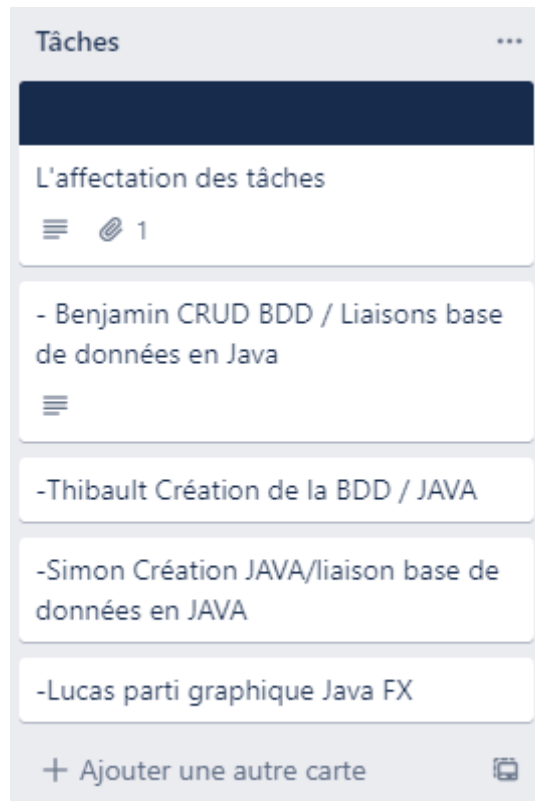 Tâches
L'affectation des tâches
1
- Benjamin CRUD BDD / Liaisons base
de données en Java
-Thibault Création de la BDD / JAVA
-Simon Création JAVA/liaison base de
données en JAVA
-Lucas parti graphique Java FX
+ Ajouter une autre carte